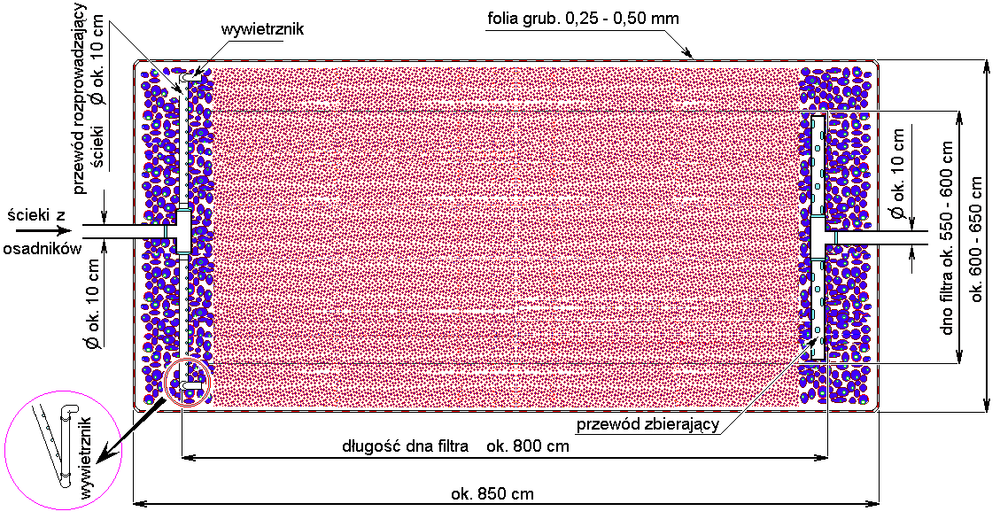 folia grub. 0,25 - 0,50 mm
wywietrznik
przewód rozprowadzający
ścieki Ø ok. 10 cm
ścieki z
osadników
Ø ok. 10 cm
Ø ok. 10 cm
dno filtra ok. 550 - 600 cm
ok. 600 - 650 cm
przewód zbierający
wywietrznik
długość dna filtra ok. 800 cm
ok. 850 cm